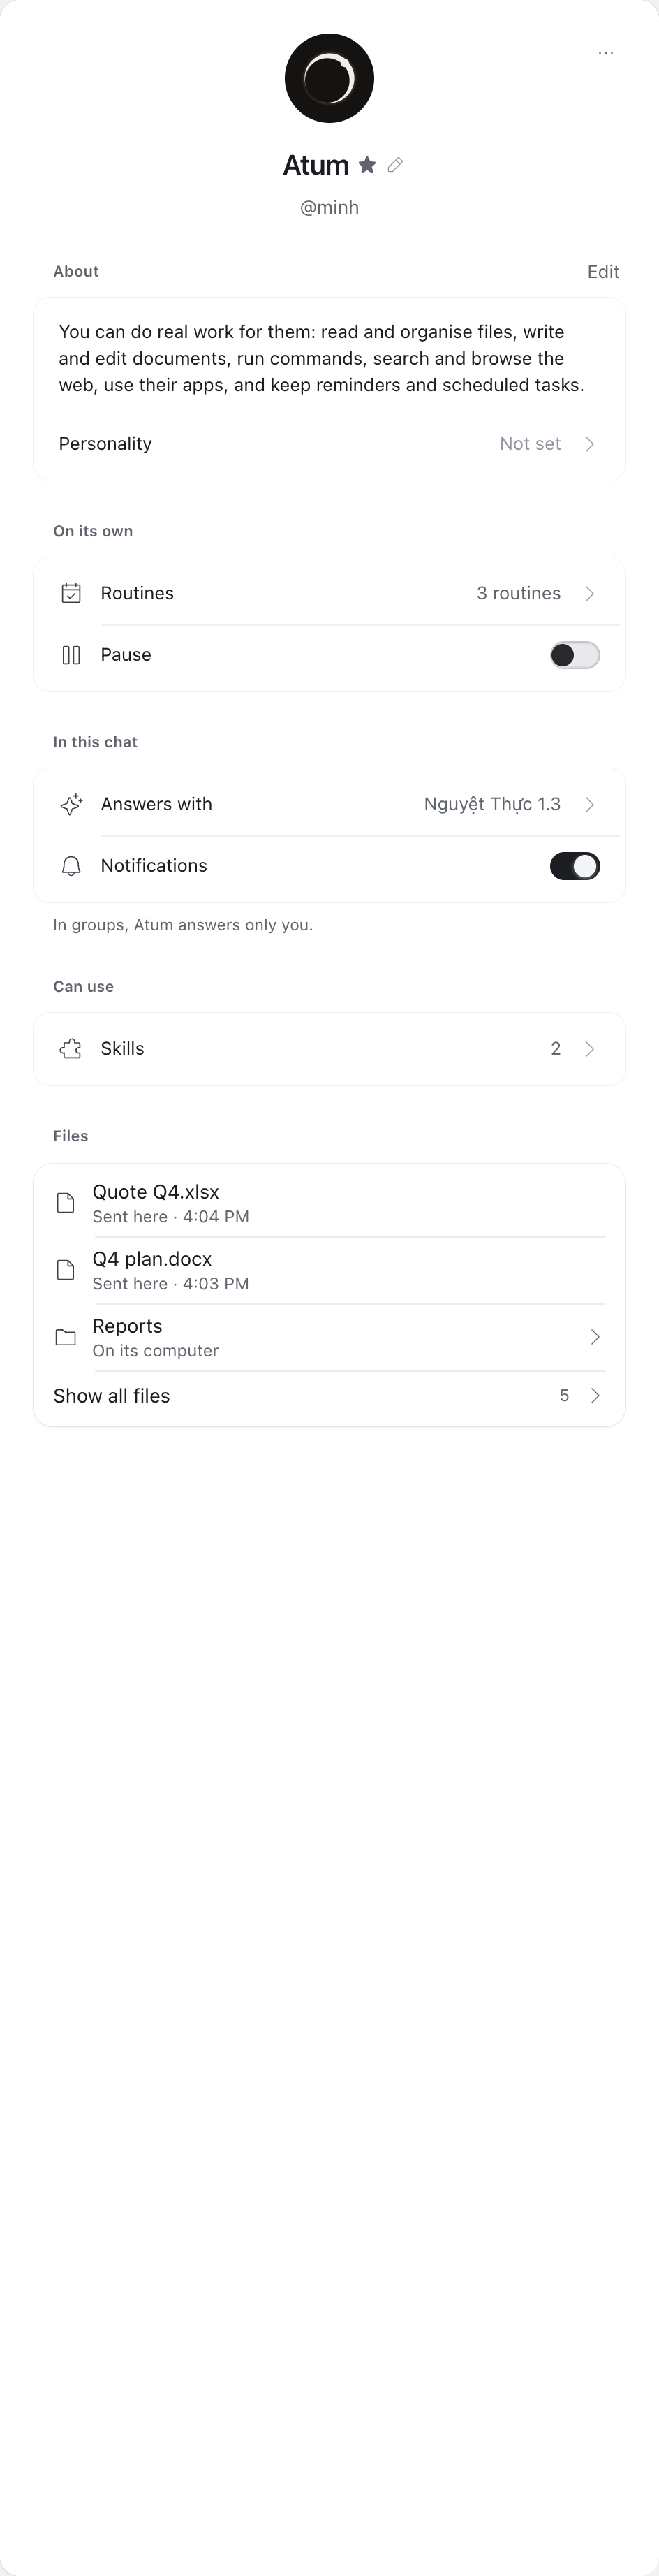 ...
Atum
@minh
About
Edit
You can do real work for them: read and organise files, write
and edit documents, run commands, search and browse the
web, use their apps, and keep reminders and scheduled tasks.
Personality
Not set
On its own
Routines
3 routines
Pause
In this chat
Answers with
Nguyệt Thực 1.3
Notifications
In groups, Atum answers only you.
Can use
Skills
2
Files
Quote Q4.xlsx
Sent here · 4:04 PM
Q4 plan.docx
Sent here · 4:03 PM
Reports
On its computer
Show all files
5